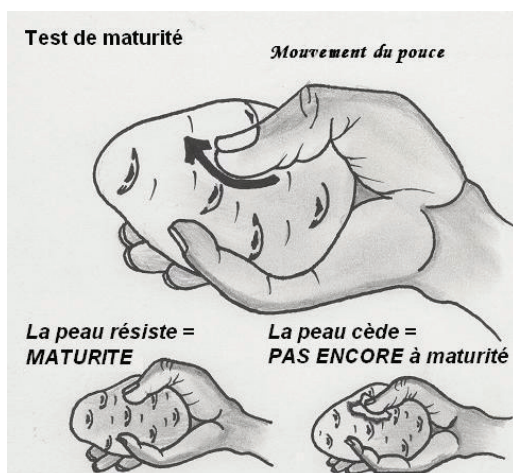 Test de maturité
Mouvement du pouce
La peau résiste =
MATURITE
La peau cède =
PAS ENCORE à maturité